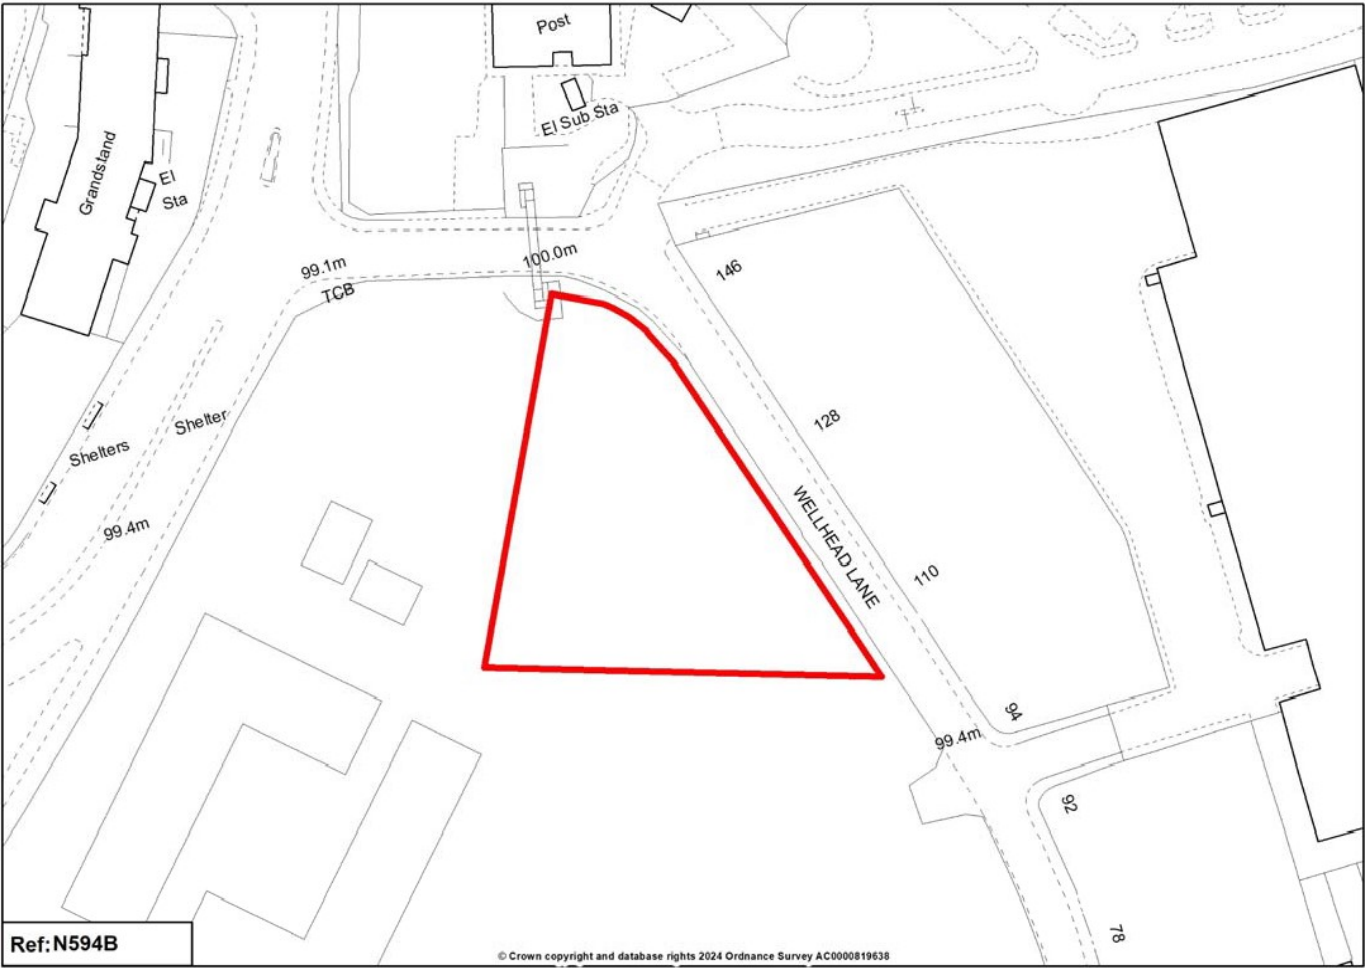 Post
El Sub Sta
Grandstand
El
Sta
100.0m
99.1m
TCB
146
128
Shelter
Shelters
99.4m
WELLHEAD LANE
110
94
99.4m
92
78
Ref:N594B
© Crown copyright and database rights 2024 Ordnance Survey AC0000819638